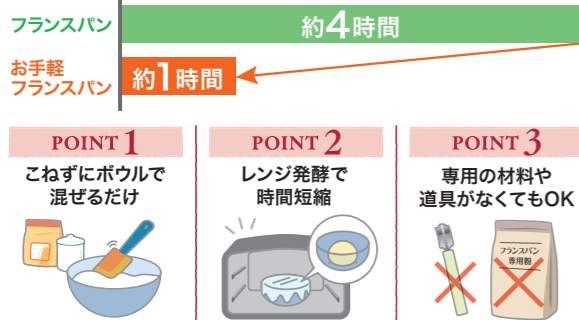 フランスパン
約4時間
お手軽
フランスパン
約1時間
POINT 1
こねずにボウルで
混ぜるだけ
POINT 2
レンジ発酵で
時間短縮
POINT 3
専用の材料や
道具がなくてもOK
フランスパン
専用粉